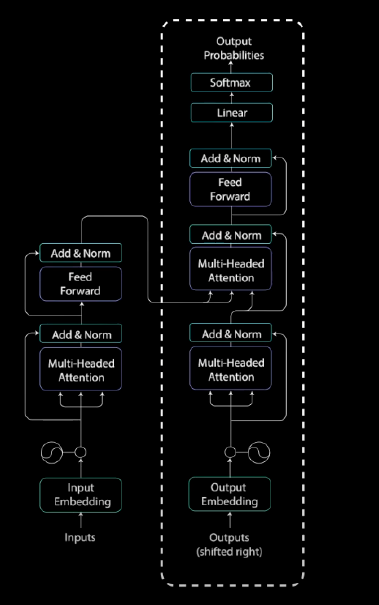 Output
Probabilities
Softmax
Linear
Add & Norm
Feed
Forward
Add & Norm
Multi-Headed
Attention
Add & Norm
Multi-Headed
Attention
Output
Embedding
Outputs
(shifted right)
Add & Norm
Feed
Forward
Add & Norm
Multi-Headed
Attention
Input
Embedding
Inputs